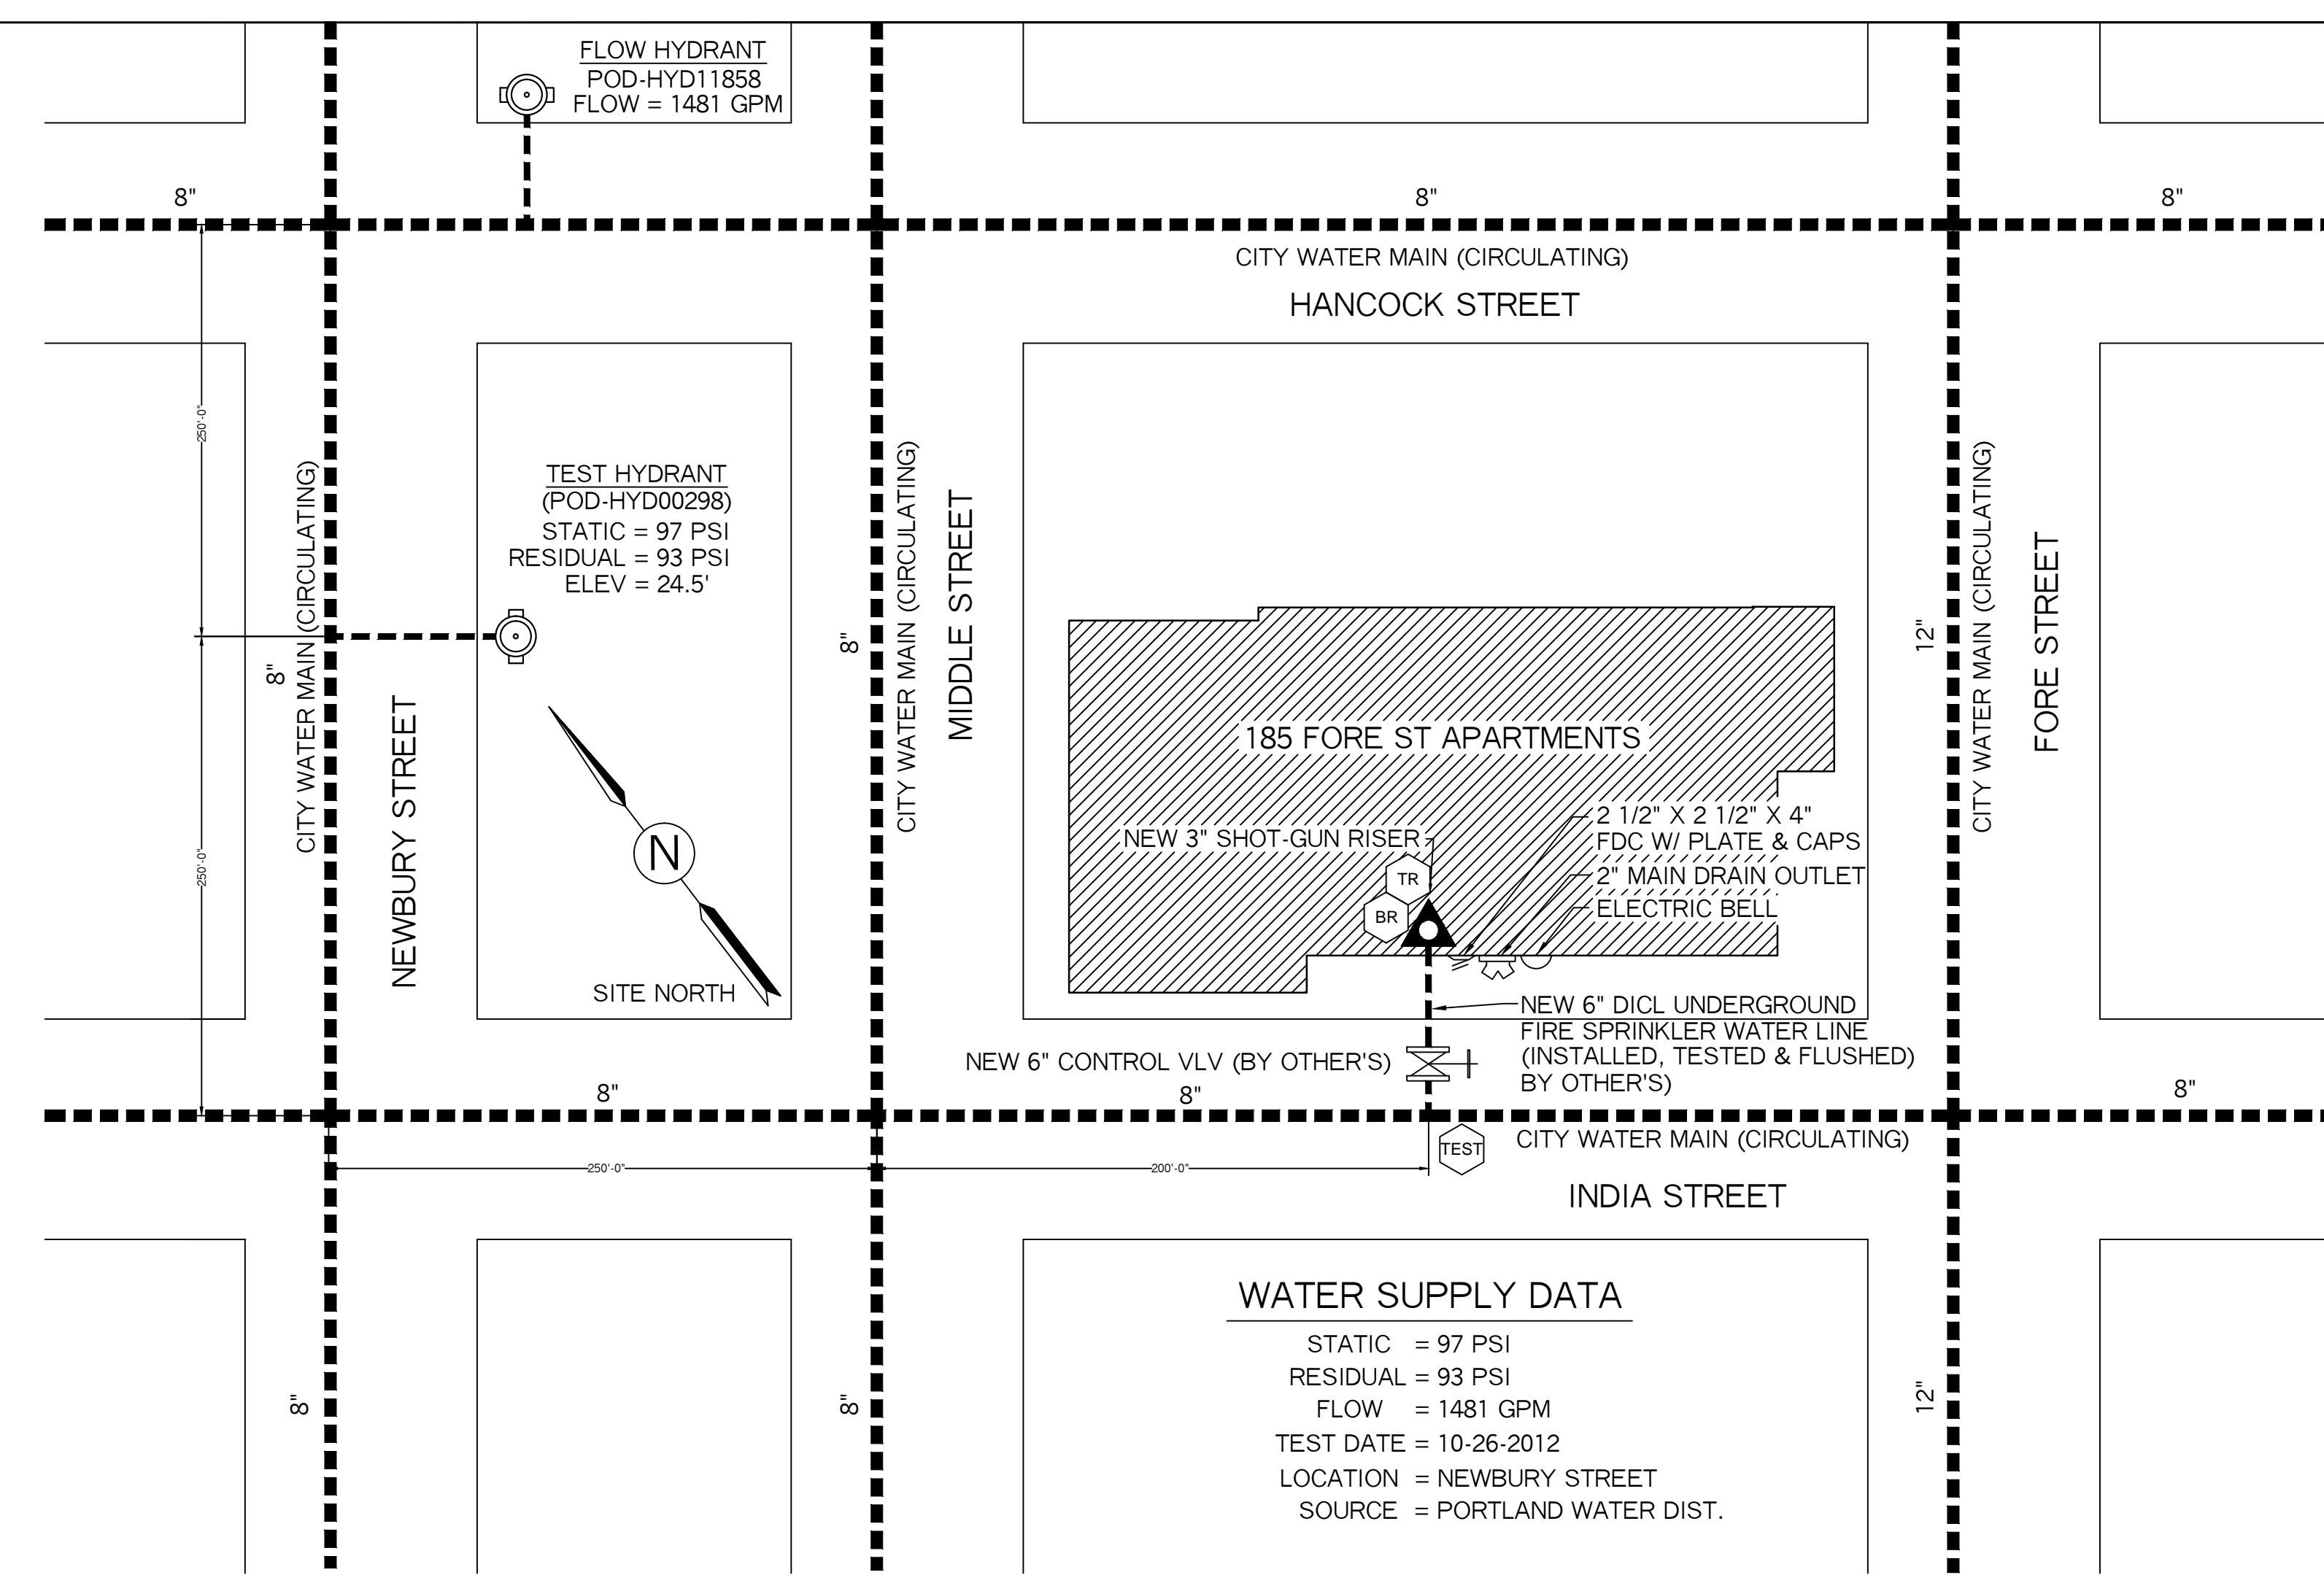 FLOW HYDRANT
POD-HYD11858
FLOW = 1481 GPM
8"
8"
8"
CITY WATER MAIN (CIRCULATING)
HANCOCK STREET
250'-0"
TEST HYDRANT
(POD-HYD00298)
STATIC = 97 PSI
RESIDUAL = 93 PSI
ELEV = 24.5'
CITY WATER MAIN (CIRCULATING)
8"
NEWBURY STREET
8"
CITY WATER MAIN (CIRCULATING)
MIDDLE STREET
12"
CITY WATER MAIN (CIRCULATING)
FORE STREET
250'-0"
N
SITE NORTH
185 FORE ST APARTMENTS
NEW 3" SHOT-GUN RISER
TR
BR
2 1/2" X 2 1/2" X 4"
FDC W/ PLATE & CAPS
2" MAIN DRAIN OUTLET
ELECTRIC BELL
NEW 6" DICL UNDERGROUND
FIRE SPRINKLER WATER LINE
(INSTALLED, TESTED & FLUSHED)
BY OTHER'S)
NEW 6" CONTROL VLV (BY OTHER'S)
8"
8"
8"
TEST
CITY WATER MAIN (CIRCULATING)
250'-0"
200'-0"
INDIA STREET
8"
8"
12"
WATER SUPPLY DATA
STATIC = 97 PSI
RESIDUAL = 93 PSI
FLOW = 1481 GPM
TEST DATE = 10-26-2012
LOCATION = NEWBURY STREET
SOURCE = PORTLAND WATER DIST.